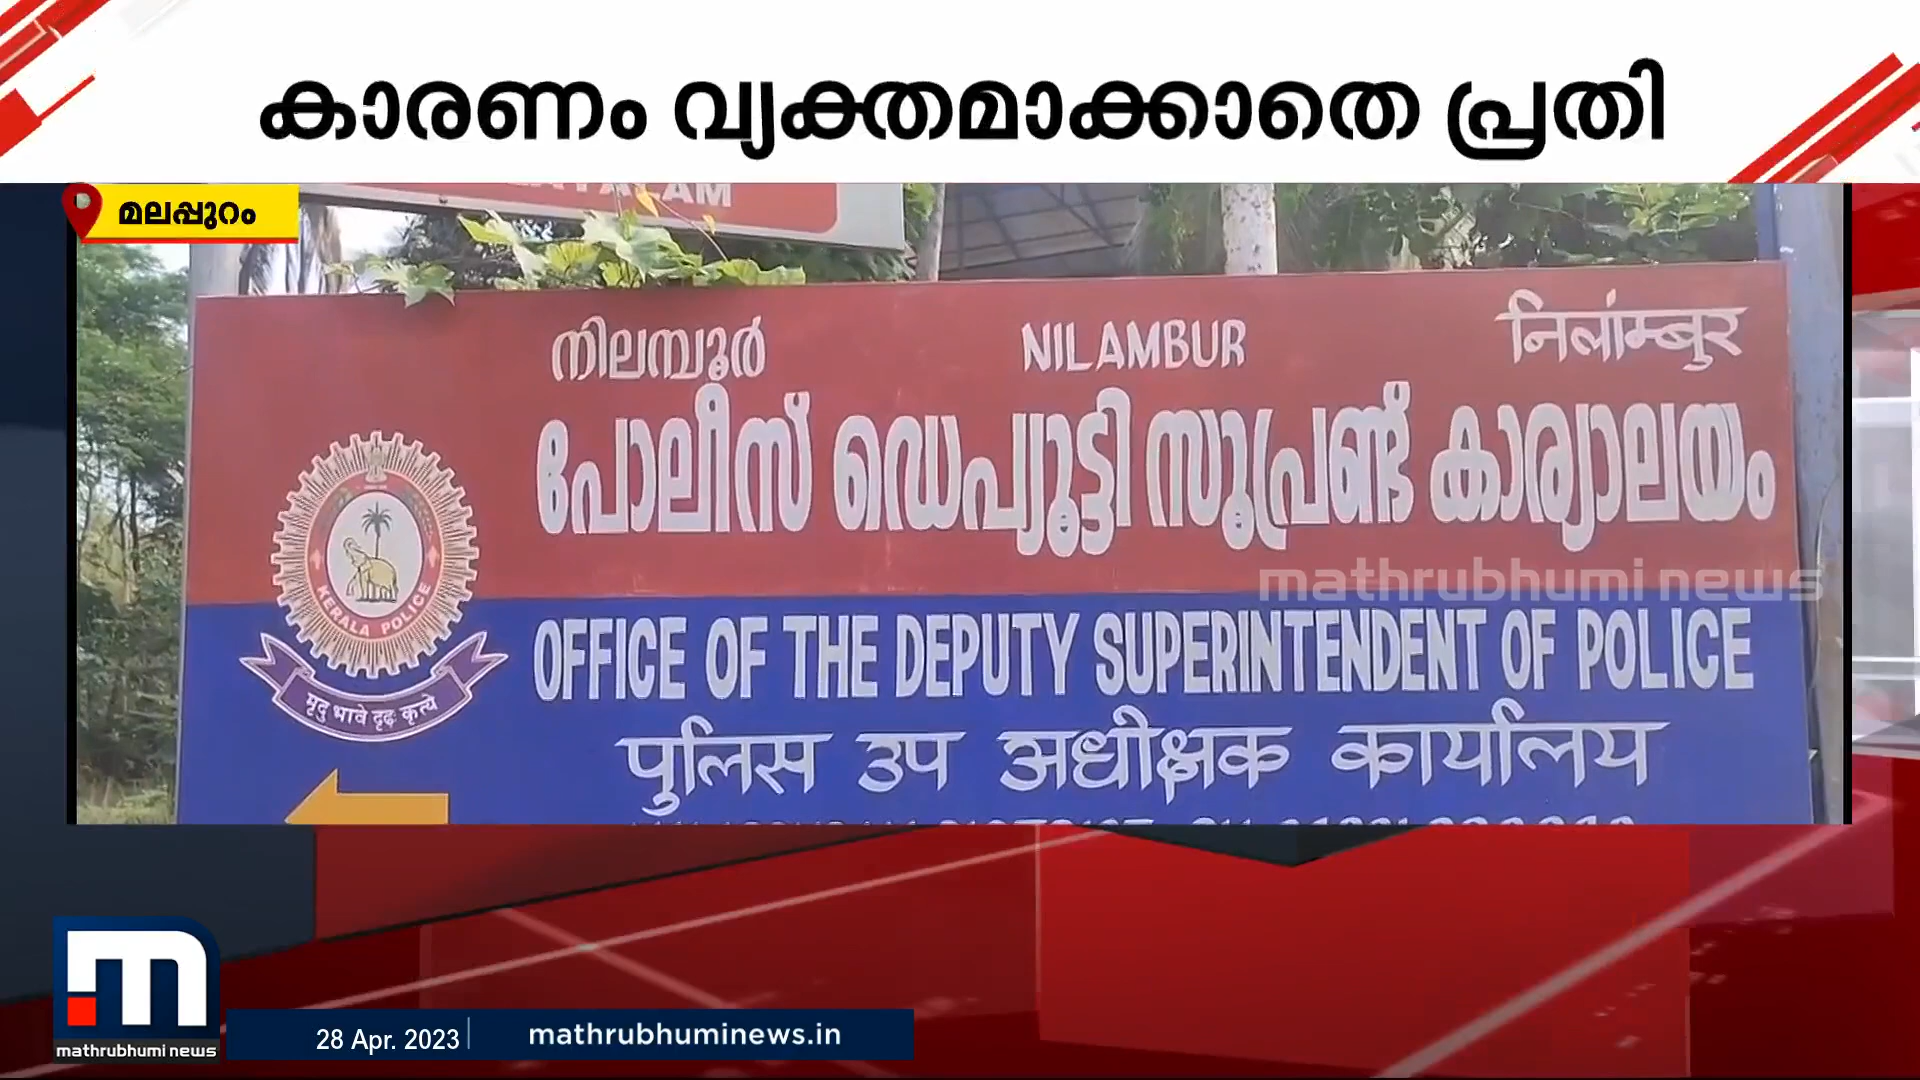 കാരണം വ്യക്തമാക്കാതെ പ്രതി
മലപ്പുറം
നിലമ്പൂർ NILAMBUR निलांम्बुर
പോലീസ് ഡെപ്യൂട്ടി സൂപ്രണ്ട് കാര്യാലയം
mathrubhumi news
KERALA POLICE
OFFICE OF THE DEPUTY SUPERINTENDENT OF POLICE
मृदु भावे दृढ कृत्ये
पुलिस उप अधीक्षक कार्यालय
mathrubhumi news
28 Apr. 2023
mathrubhuminews.in